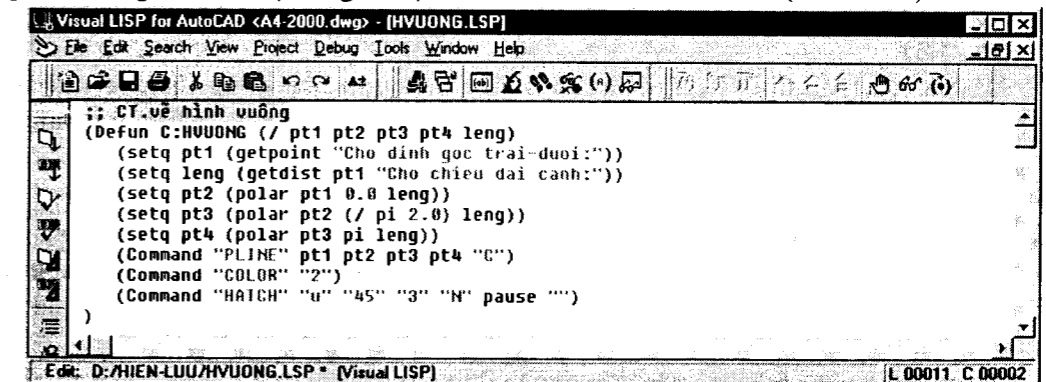 Visual LISP for AutoCAD <A4-2000.dwg> - [HVUONG.LSP]
File Edit Search View Project Debug Tools Window Help
;; CT.vẽ hình vuông
(Defun C:HVUONG (/ pt1 pt2 pt3 pt4 leng)
(setq pt1 (getpoint "Cho dinh goc trai-duoi:"))
(setq leng (getdist pt1 "Cho chieu dai canh:"))
(setq pt2 (polar pt1 0.0 leng))
(setq pt3 (polar pt2 (/ pi 2.0) leng))
(setq pt4 (polar pt3 pi leng))
(Command "PLINE" pt1 pt2 pt3 pt4 "C")
(Command "COLOR" "2")
(Command "HATCH" "u" "45" "3" "N" pause "")
)
Edit: D:/HIEN-LUU/HVUONG.LSP * [Visual LISP] L 00011 C 00002